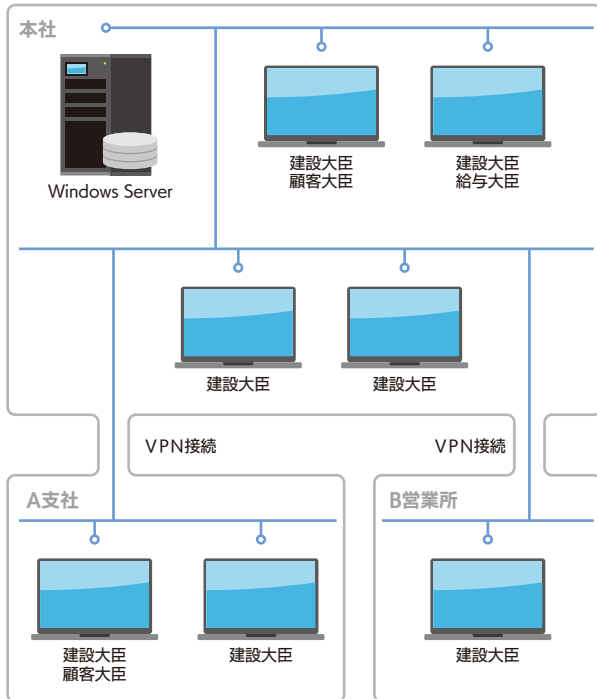 本社
Windows Server
建設大臣
顧客大臣
建設大臣
給与大臣
建設大臣
建設大臣
VPN接続
VPN接続
A支社
B営業所
建設大臣
顧客大臣
建設大臣
建設大臣